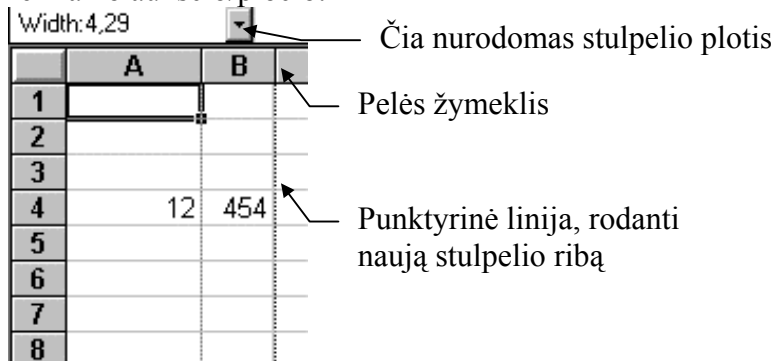 Width:4,29
Čia nurodomas stulpelio plotis
A B
Pelės žymeklis
1
2
3
4 12 454
Punktyrinė linija, rodanti
naują stulpelio ribą
5
6
7
8